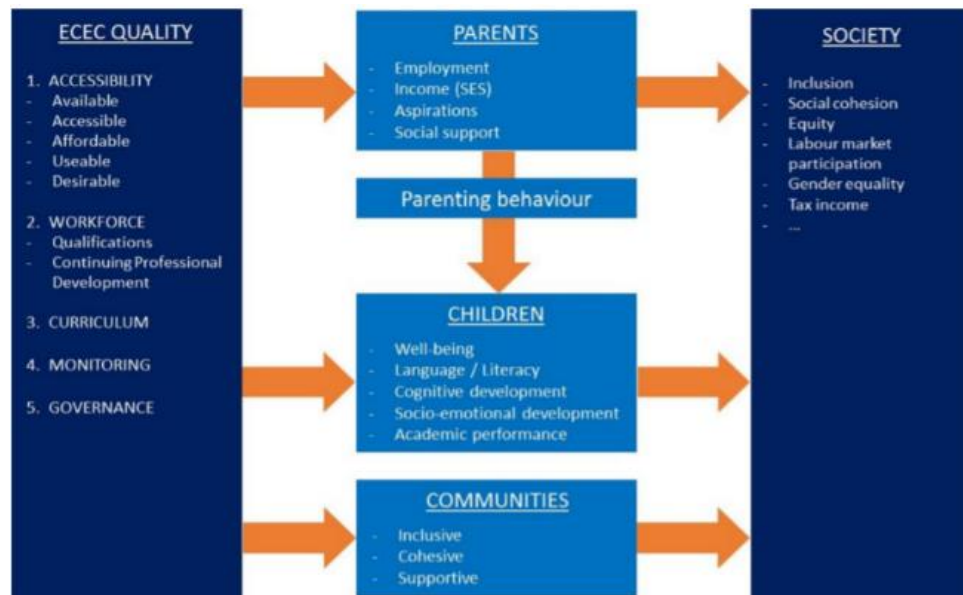 ECEC QUALITY
1. ACCESSIBILITY
- Available
- Accessible
- Affordable
- Useable
- Desirable
2. WORKFORCE
- Qualifications
- Continuing Professional
Development
3. CURRICULUM
4. MONITORING
5. GOVERNANCE
PARENTS
- Employment
- Income (SES)
- Aspirations
- Social support
Parenting behaviour
CHILDREN
- Well-being
- Language / Literacy
- Cognitive development
- Socio-emotional development
- Academic performance
COMMUNITIES
- Inclusive
- Cohesive
- Supportive
SOCIETY
- Inclusion
- Social cohesion
- Equity
- Labour market
participation
- Gender equality
- Tax income
- ...